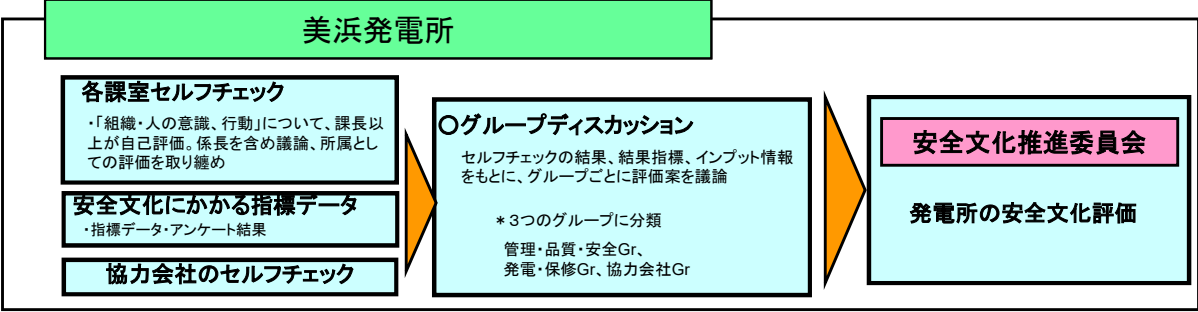 美浜発電所
各課室セルフチェック
・「組織・人の意識、行動」について、課長以
上が自己評価。係長を含め議論、所属とし
ての評価を取り纏め
安全文化にかかる指標データ
・指標データ・アンケート結果
協力会社のセルフチェック
〇グループディスカッション
セルフチェックの結果、結果指標、インプット情報
をもとに、グループごとに評価案を議論
＊３つのグループに分類
管理・品質・安全Gr、
発電・保修Gr、協力会社Gr
安全文化推進委員会
発電所の安全文化評価